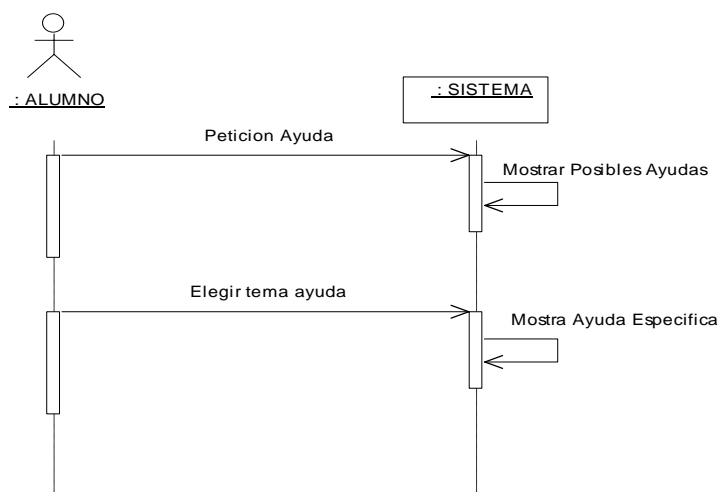 : ALUMNO
: SISTEMA
Peticion Ayuda
Mostrar Posibles Ayudas
Elegir tema ayuda
Mostra Ayuda Especifica